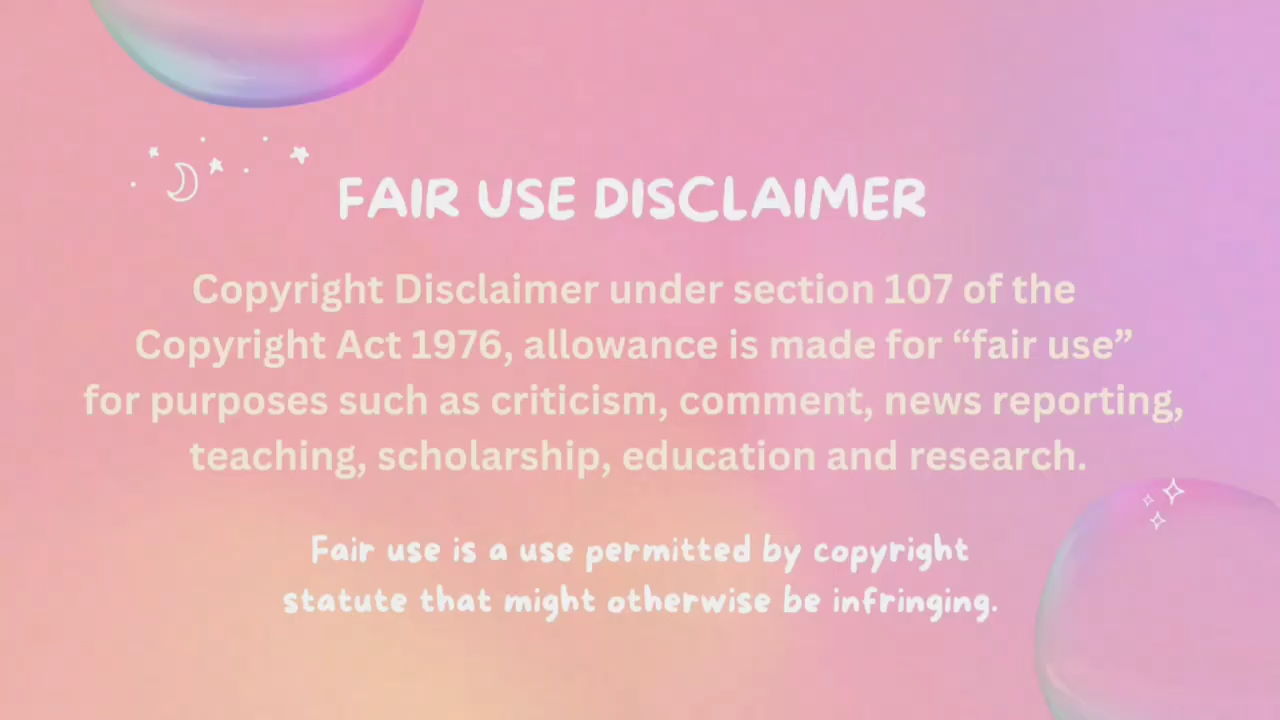 FAIR USE DISCLAIMER
Copyright Disclaimer under section 107 of the
Copyright Act 1976, allowance is made for “fair use”
for purposes such as criticism, comment, news reporting,
teaching, scholarship, education and research.
Fair use is a use permitted by copyright
statute that might otherwise be infringing.